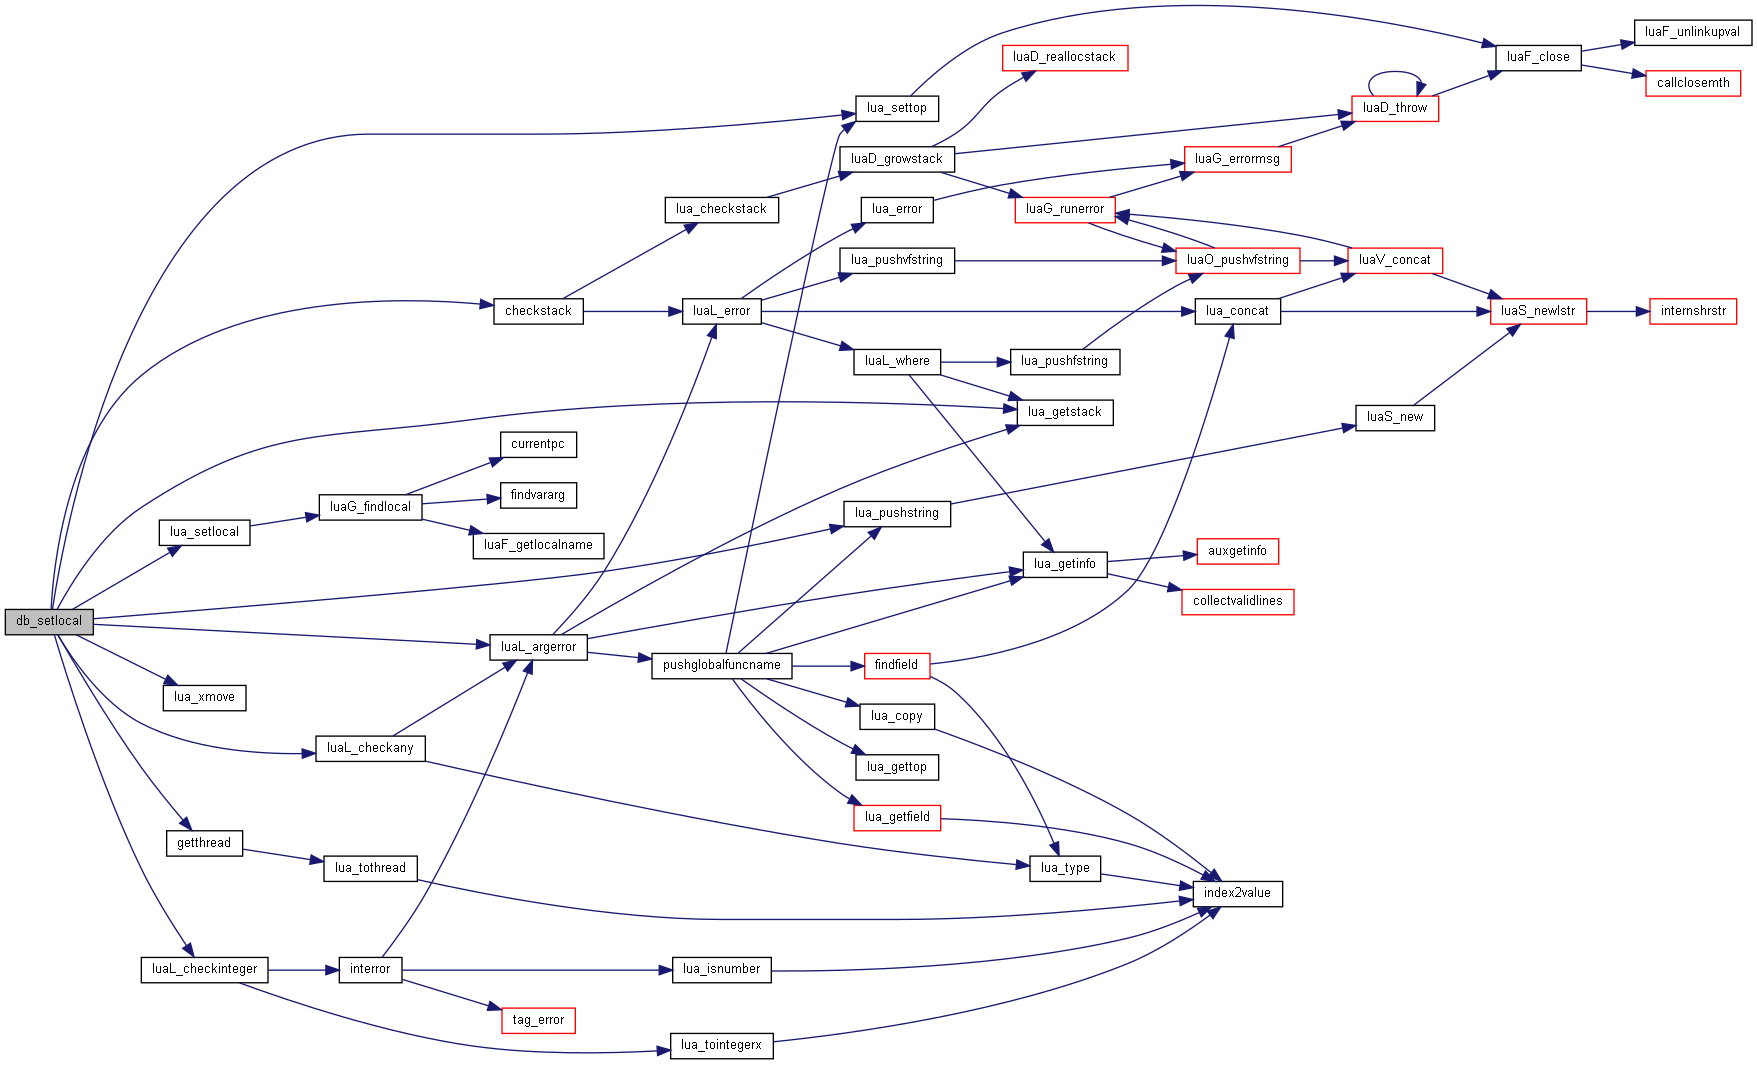 db_setlocal
lua_setlocal
lua_xmove
getthread
luaL_checkinteger
luaG_findlocal
luaL_checkany
lua_tothread
interror
checkstack
currentpc
findvararg
luaF_getlocalname
luaL_argerror
tag_error
lua_checkstack
luaL_error
pushglobalfuncname
lua_isnumber
lua_tointegerx
lua_settop
luaD_growstack
lua_error
lua_pushvfstring
luaL_where
lua_pushstring
findfield
lua_copy
lua_gettop
lua_getfield
luaD_reallocstack
luaG_runerror
lua_pushfstring
lua_getstack
lua_getinfo
lua_type
luaG_errormsg
luaO_pushvfstring
lua_concat
auxgetinfo
collectvalidlines
index2value
luaD_throw
luaV_concat
luaS_new
luaF_close
luaS_newlstr
luaF_unlinkupval
callclosemth
internshrstr